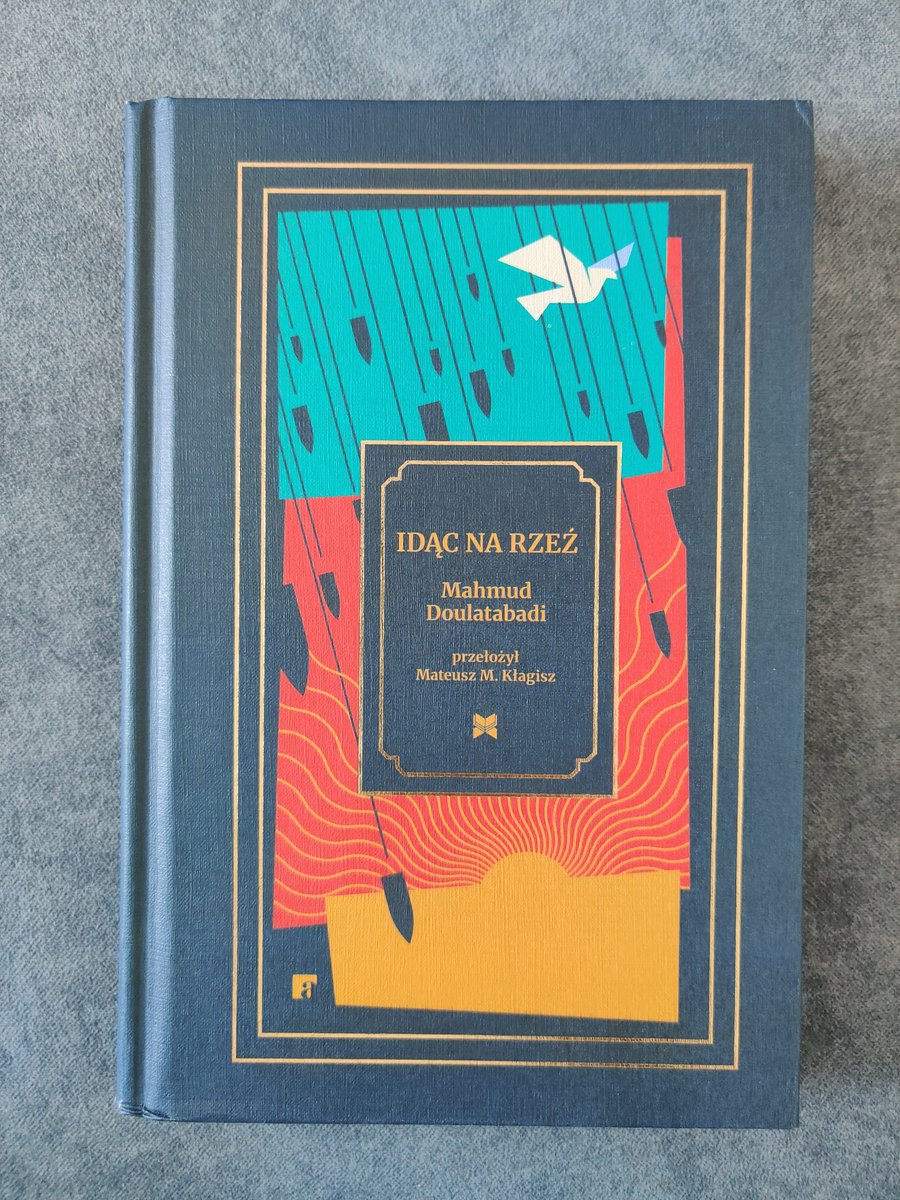 IDĄC NA RZEŹ
Mahmud
Doulatabadi
przełożył
Mateusz M. Kłagisz
a